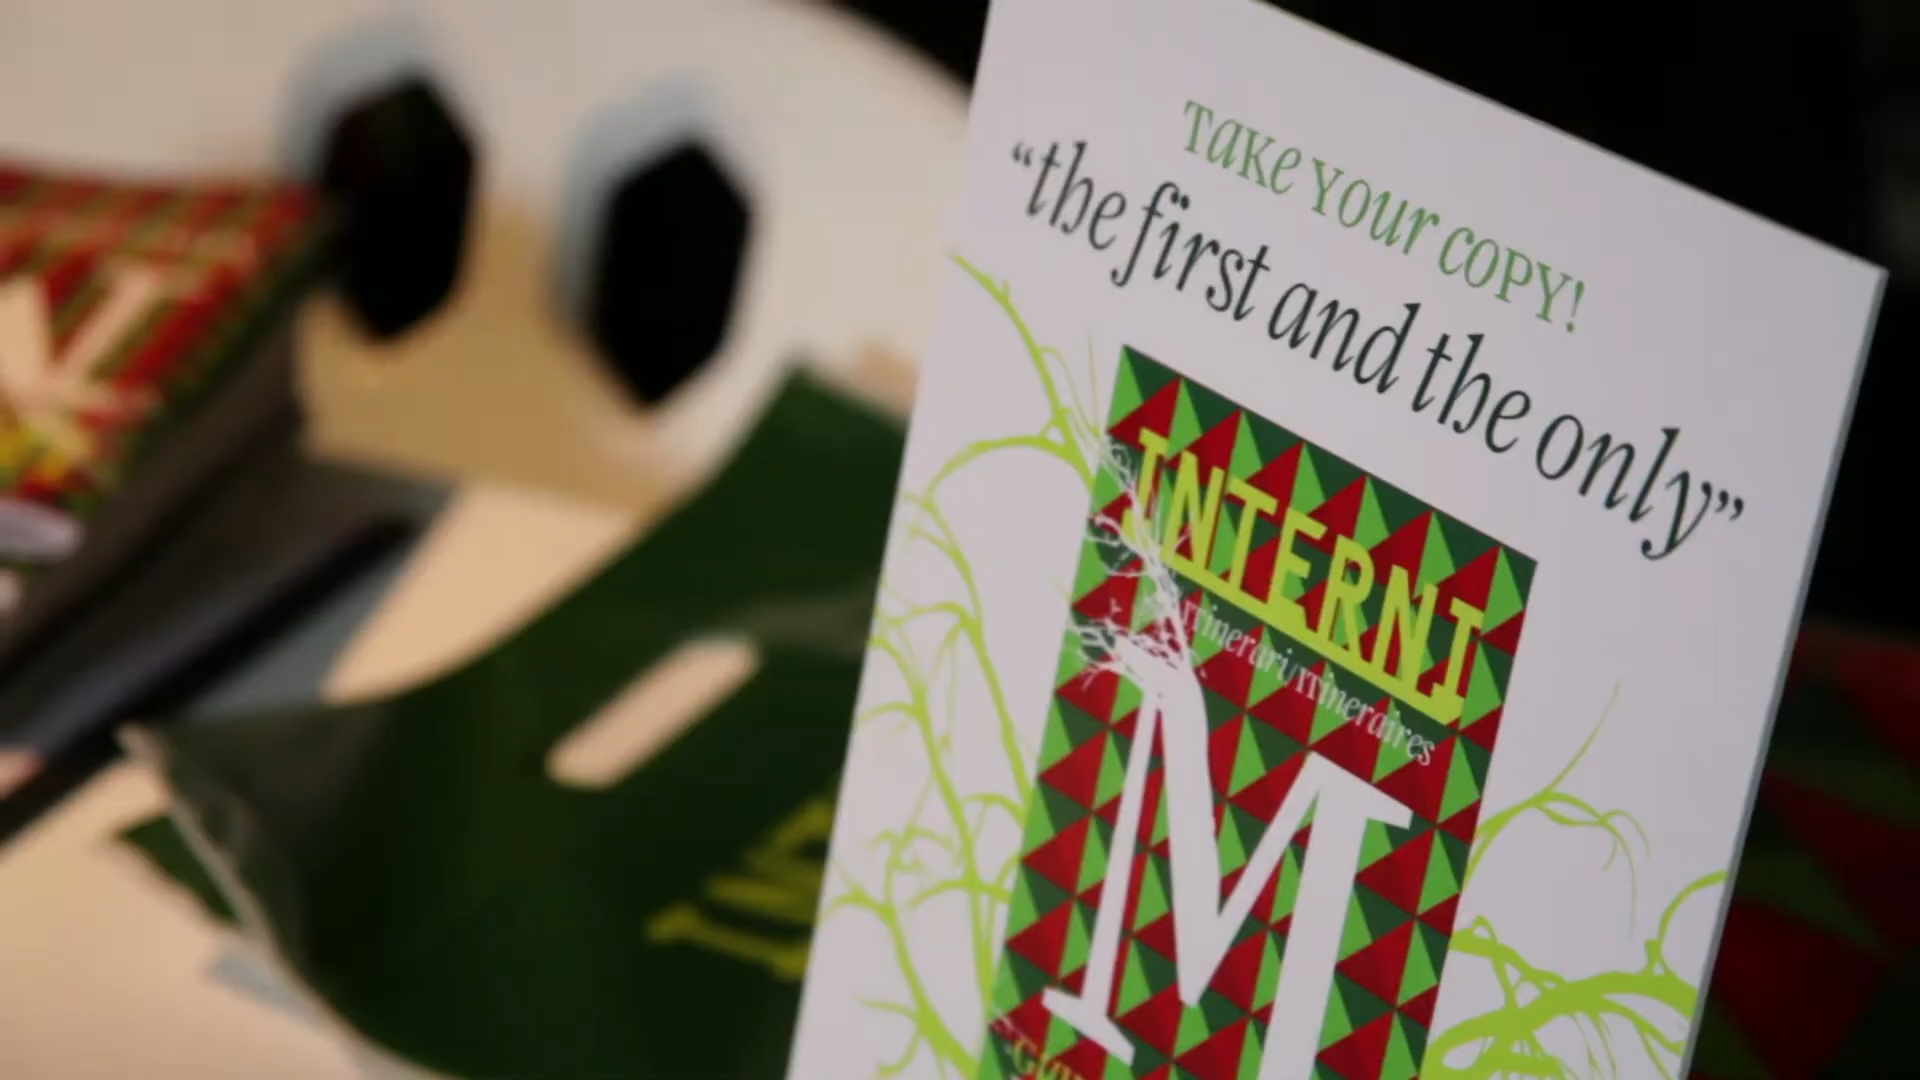 Take Your COPY!
“the first and the only”
INTERNI
Itinerari/Itineraires
M